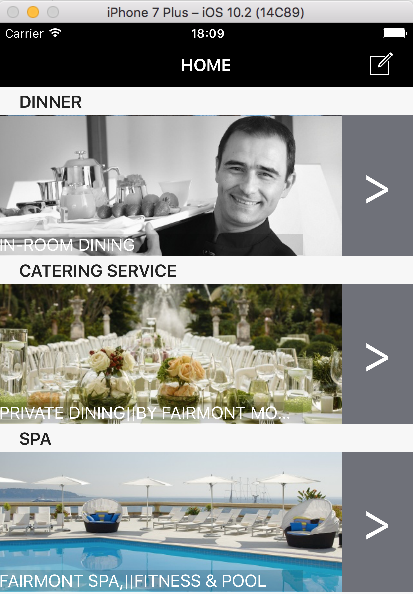 iPhone 7 Plus – iOS 10.2 (14C89)
Carrier 18:09
HOME
DINNER
IN-ROOM DINING
>
CATERING SERVICE
PRIVATE DINING||BY FAIRMONT MO...
>
SPA
FAIRMONT SPA,||FITNESS & POOL
>